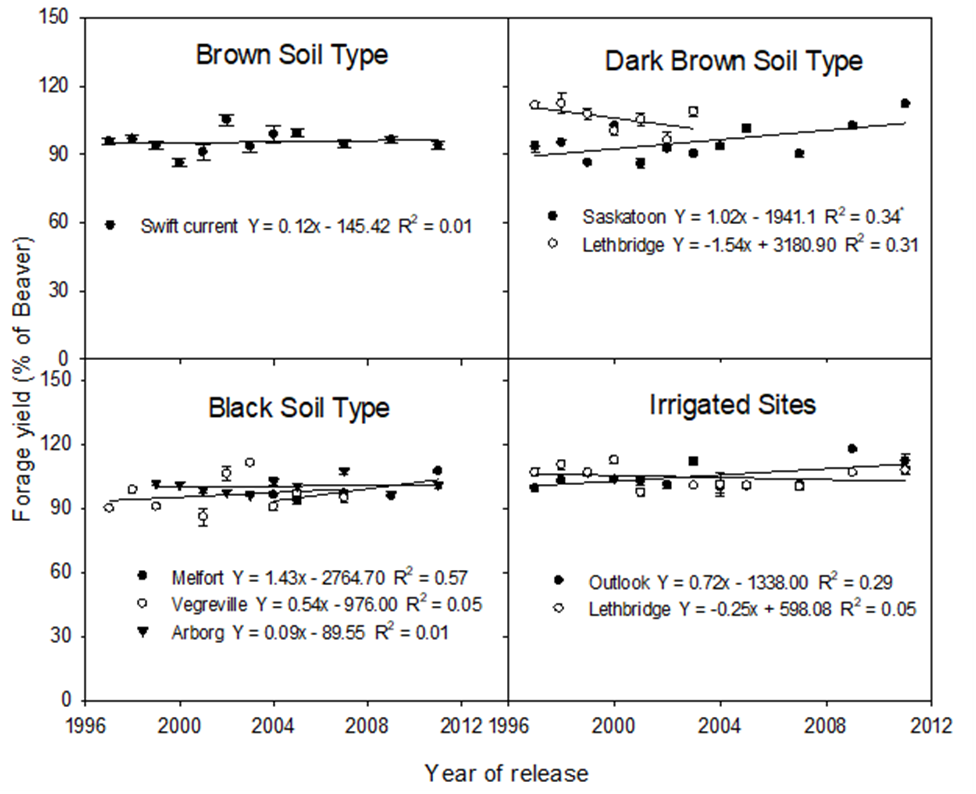 Forage yield (% of Beaver)
150
120
90
60
30
0
Brown Soil Type
Swift current Y = 0.12x - 145.42 R² = 0.01
Dark Brown Soil Type
Saskatoon Y = 1.02x - 1941.1 R² = 0.34*
Lethbridge Y = -1.54x + 3180.90 R² = 0.31
150
120
90
60
30
0
Black Soil Type
Melfort Y = 1.43x - 2764.70 R² = 0.57
Vegreville Y = 0.54x - 976.00 R² = 0.05
Arborg Y = 0.09x - 89.55 R² = 0.01
Irrigated Sites
Outlook Y = 0.72x - 1338.00 R² = 0.29
Lethbridge Y = -0.25x + 598.08 R² = 0.05
1996 2000 2004 2008 2012 1996 2000 2004 2008 2012
Year of release